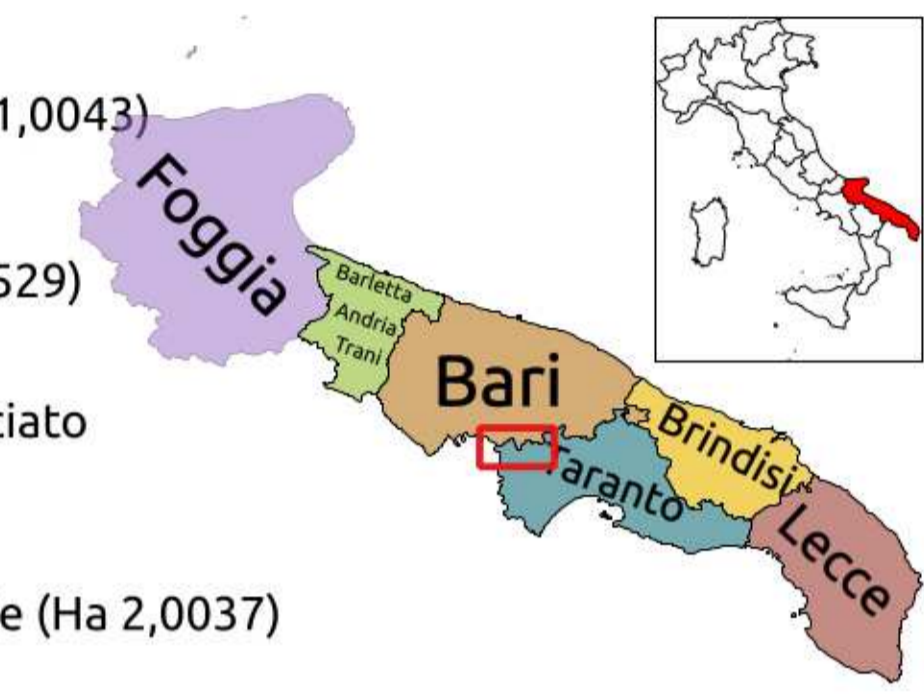 1,0043)
Foggia
529)
Barletta
Andria
Trani
Bari
Brindisi
tiato
Taranto
Lecce
e (Ha 2,0037)